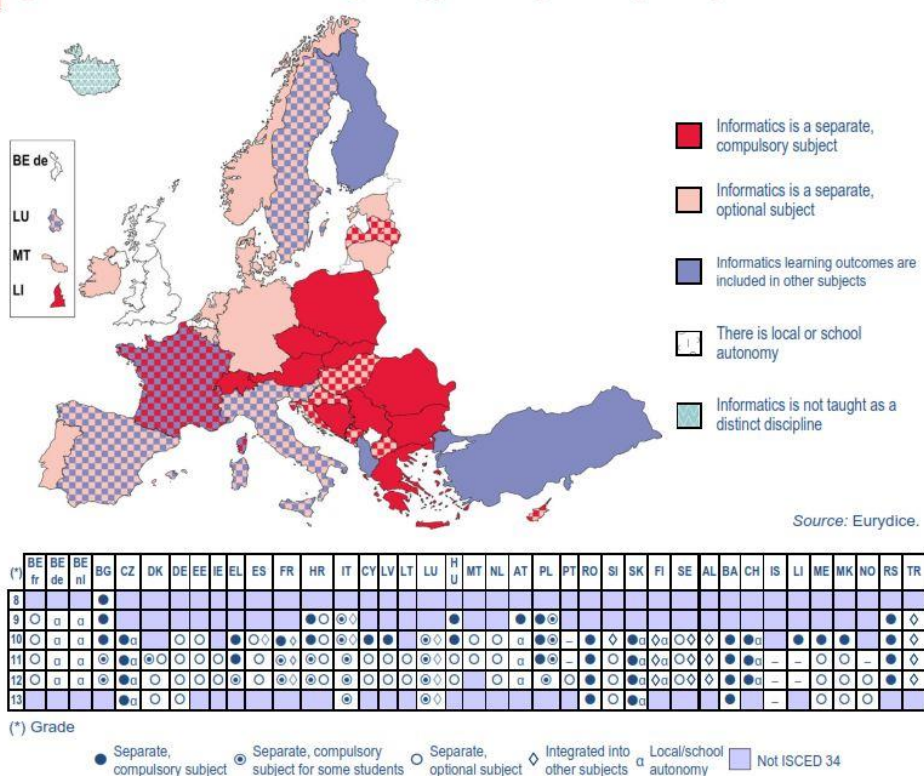 BE de
LU
MT
LI
Informatics is a separate,
compulsory subject
Informatics is a separate,
optional subject
Informatics learning outcomes are
included in other subjects
There is local or school
autonomy
Informatics is not taught as a
distinct discipline
Source: Eurydice.
(*) BE fr BE de BE nl BG CZ DK DE EE IE EL ES FR HR IT CY LV LT LU HU MT NL AT PL PT RO SI SK FI SE AL BA CH IS LI ME MK NO RS TR
8 ●
9 ○ α α ● ●○ ◉◊ ● ● ●◉ ● ◊
10 ○ α α ● ●α ○ ○ ● ○◊ ●◊ ●○ ◉◊ ● ● ◉◊ ● ○ ○ α ●◉ – ● ◊ ●α ◊α ○◊ ◊ ● ●α ● ● ● ● ◊
11 ○ α α ◉ ●α ◉○ ○ ○ ○ ● ○ ◉◊ ◉○ ◉ ○ ○ ○ ◉◊ ○ ○ ○ α ●◉ – ● ○ ●α ◊α ○◊ ◊ ● ●α – – ○ ○ – ● ◊
12 ○ α α ◉ ●α ○ ○ ○ ○ ○ ○ ◉◊ ◉○ ◉ ○ ○ ○ ◉◊ ○ ○ α ◉ ○ ● ○ ●α ◊α ○◊ ◊ ● ●α – – ○ ○ ○ ● ◊
13 ●α ○ ○ ◉ ◉◊ ● ○ ●α ● – ○ ○ ○
(*) Grade
● Separate, ◉ Separate, compulsory ○ Separate, ◊ Integrated into α Local/school Not ISCED 34
compulsory subject subject for some students optional subject other subjects autonomy